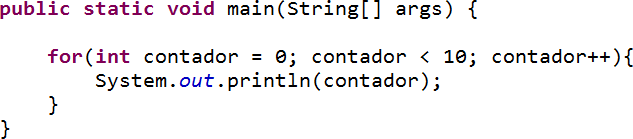 public static void main(String[] args) {
for(int contador = 0; contador < 10; contador++){
System.out.println(contador);
}
}